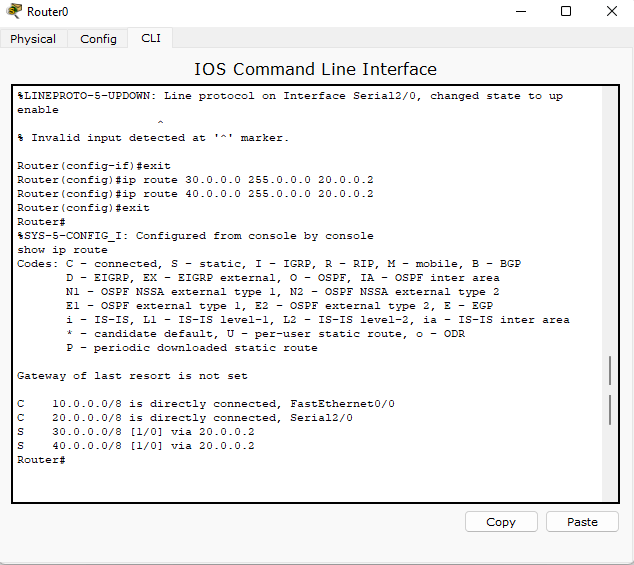 Router0
Physical Config CLI
IOS Command Line Interface
%LINEPROTO-5-UPDOWN: Line protocol on Interface Serial2/0, changed state to up
enable
^
% Invalid input detected at '^' marker.
Router(config-if)#exit
Router(config)#ip route 30.0.0.0 255.0.0.0 20.0.0.2
Router(config)#ip route 40.0.0.0 255.0.0.0 20.0.0.2
Router(config)#exit
Router#
%SYS-5-CONFIG_I: Configured from console by console
show ip route
Codes: C - connected, S - static, I - IGRP, R - RIP, M - mobile, B - BGP
D - EIGRP, EX - EIGRP external, O - OSPF, IA - OSPF inter area
N1 - OSPF NSSA external type 1, N2 - OSPF NSSA external type 2
E1 - OSPF external type 1, E2 - OSPF external type 2, E - EGP
i - IS-IS, L1 - IS-IS level-1, L2 - IS-IS level-2, ia - IS-IS inter area
* - candidate default, U - per-user static route, o - ODR
P - periodic downloaded static route
Gateway of last resort is not set
C 10.0.0.0/8 is directly connected, FastEthernet0/0
C 20.0.0.0/8 is directly connected, Serial2/0
S 30.0.0.0/8 [1/0] via 20.0.0.2
S 40.0.0.0/8 [1/0] via 20.0.0.2
Router#
Copy Paste